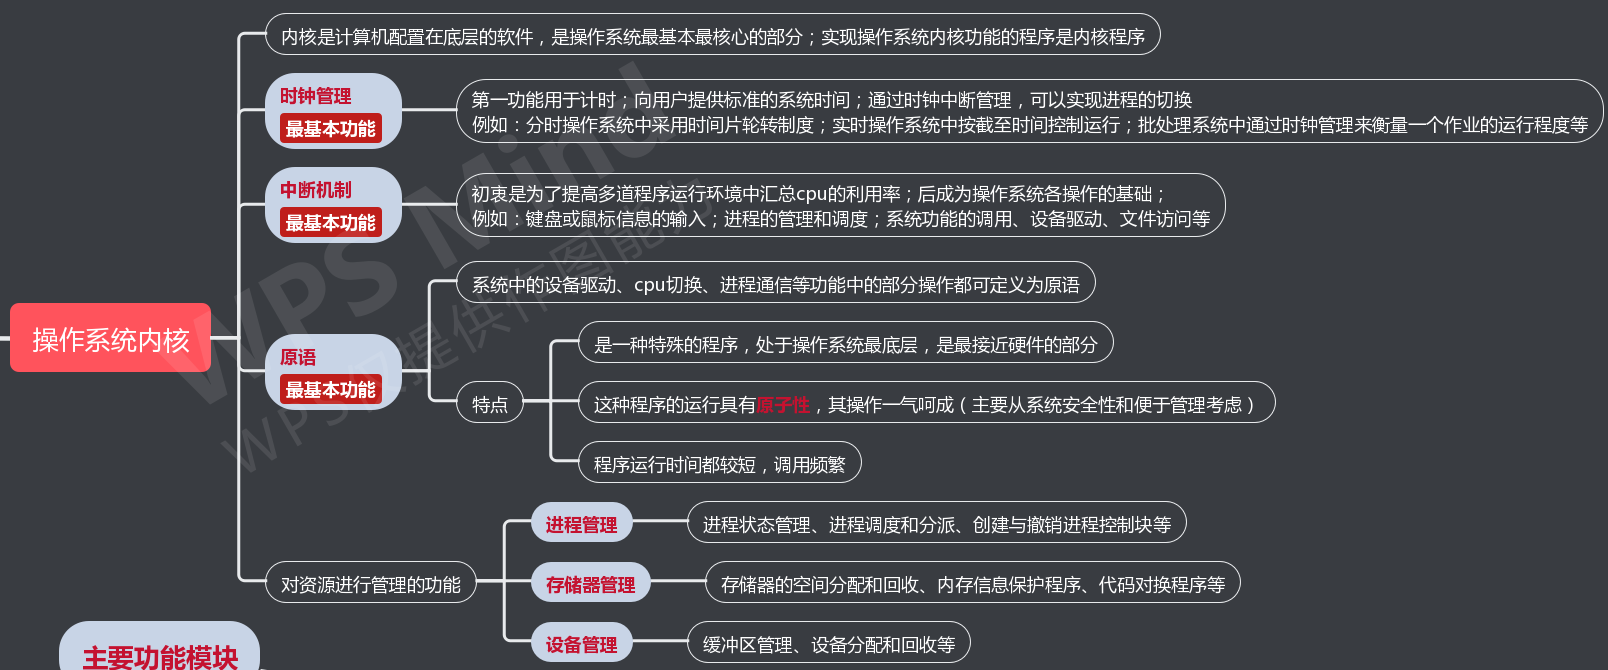 内核是计算机配置在底层的软件，是操作系统最基本最核心的部分；实现操作系统内核功能的程序是内核程序
时钟管理
最基本功能
第一功能用于计时；向用户提供标准的系统时间；通过时钟中断管理，可以实现进程的切换
例如：分时操作系统中采用时间片轮转制度；实时操作系统中按截至时间控制运行；批处理系统中通过时钟管理来衡量一个作业的运行程度等
中断机制
最基本功能
初衷是为了提高多道程序运行环境中汇总cpu的利用率；后成为操作系统各操作的基础；
例如：键盘或鼠标信息的输入；进程的管理和调度；系统功能的调用、设备驱动、文件访问等
操作系统内核
原语
最基本功能
系统中的设备驱动、cpu切换、进程通信等功能中的部分操作都可定义为原语
特点
是一种特殊的程序，处于操作系统最底层，是最接近硬件的部分
这种程序的运行具有原子性，其操作一气呵成（主要从系统安全性和便于管理考虑）
程序运行时间都较短，调用频繁
对资源进行管理的功能
进程管理
进程状态管理、进程调度和分派、创建与撤销进程控制块等
存储器管理
存储器的空间分配和回收、内存信息保护程序、代码对换程序等
设备管理
缓冲区管理、设备分配和回收等
主要功能模块
WPS Mind
WPS仅提供作图能力